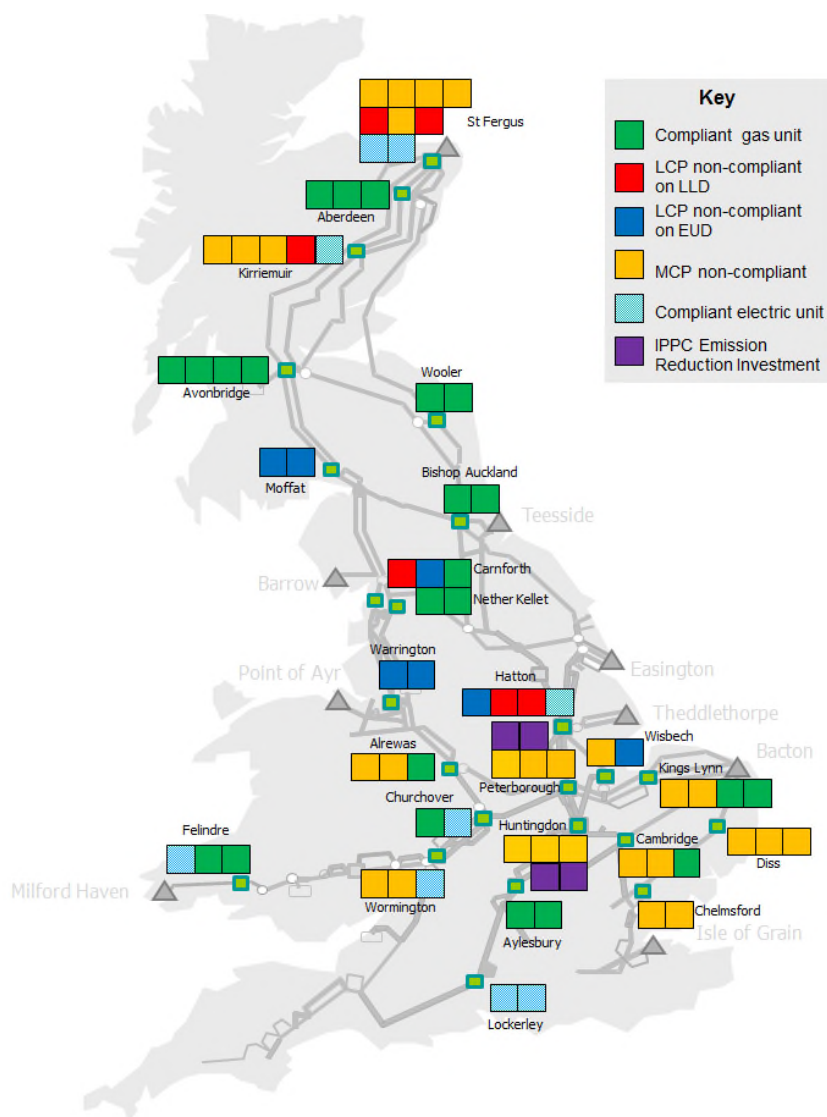 Key
Compliant gas unit
LCP non-compliant
on LLD
LCP non-compliant
on EUD
MCP non-compliant
Compliant electric unit
IPPC Emission
Reduction Investment
St Fergus
Aberdeen
Kirriemuir
Avonbridge
Wooler
Moffat
Bishop Auckland
Teesside
Barrow
Carnforth
Nether Kellet
Warrington
Point of Ayr
Hatton
Easington
Theddlethorpe
Wisbech
Bacton
Alrewas
Kings Lynn
Peterborough
Churchover
Huntingdon
Felindre
Cambridge
Diss
Milford Haven
Wormington
Chelmsford
Aylesbury
Isle of Grain
Lockerley